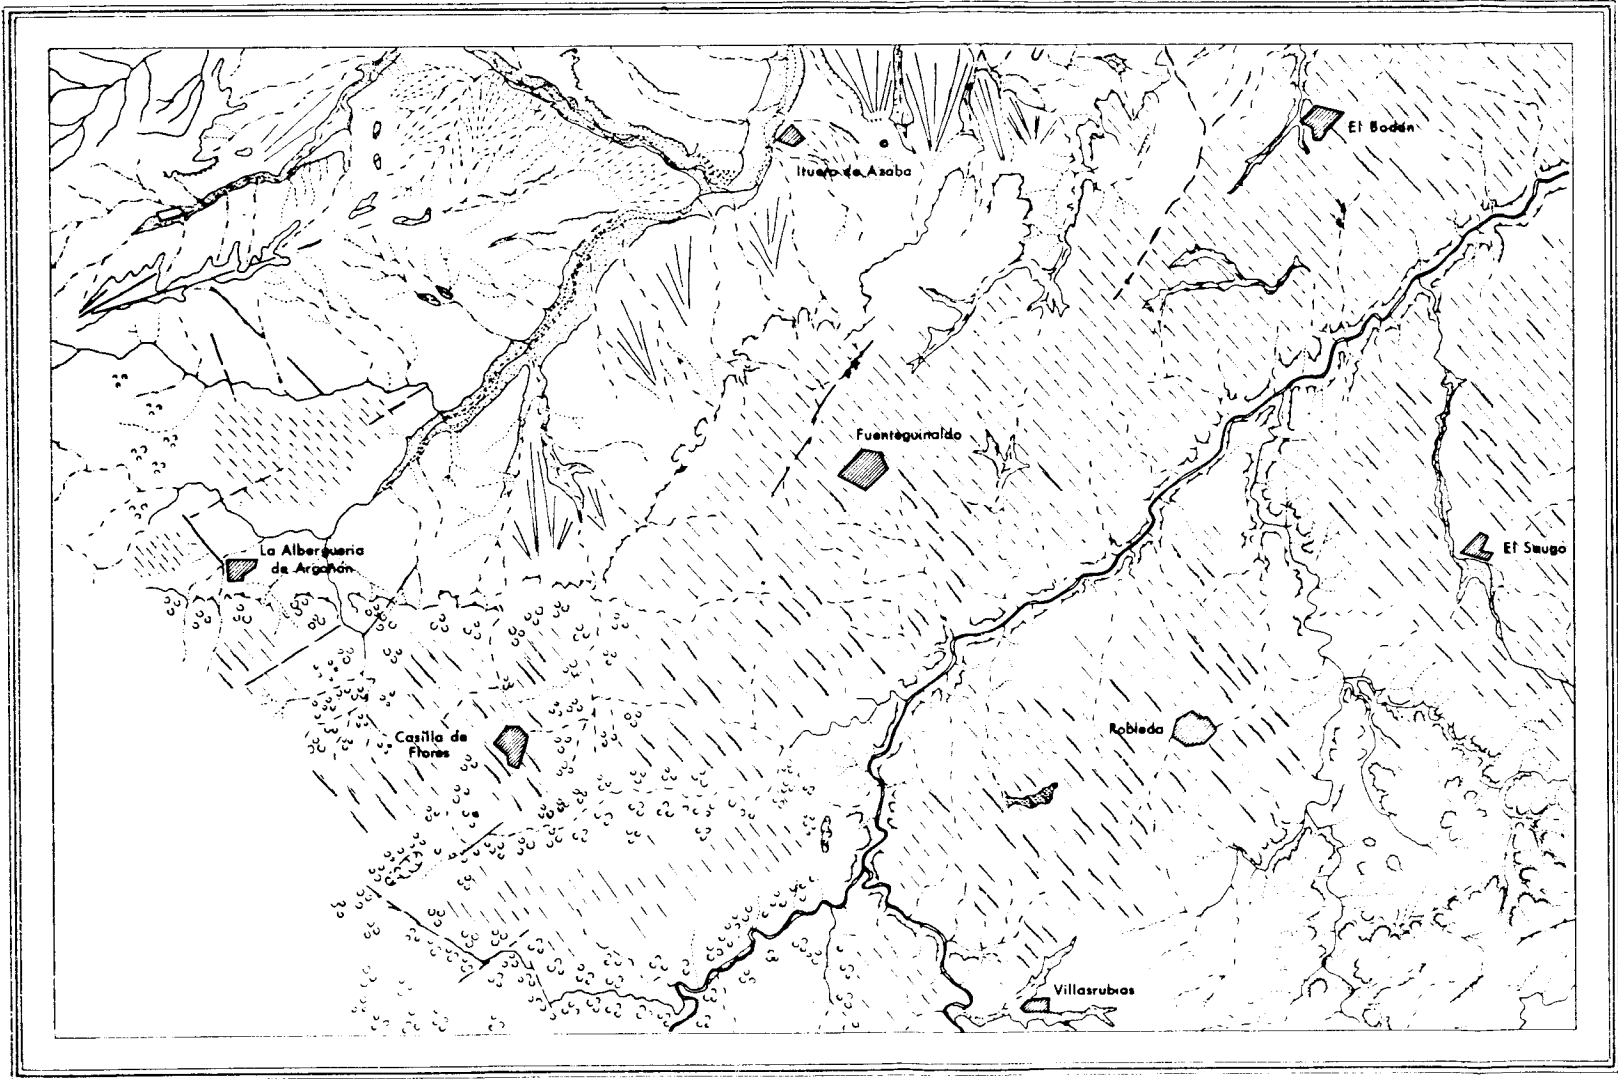 El Bodón
Ituero de Azaba
Fuenteguinaldo
La Alberguería
de Argañán
El Saugo
Casilla de
Flores
Robleda
Villasrubias